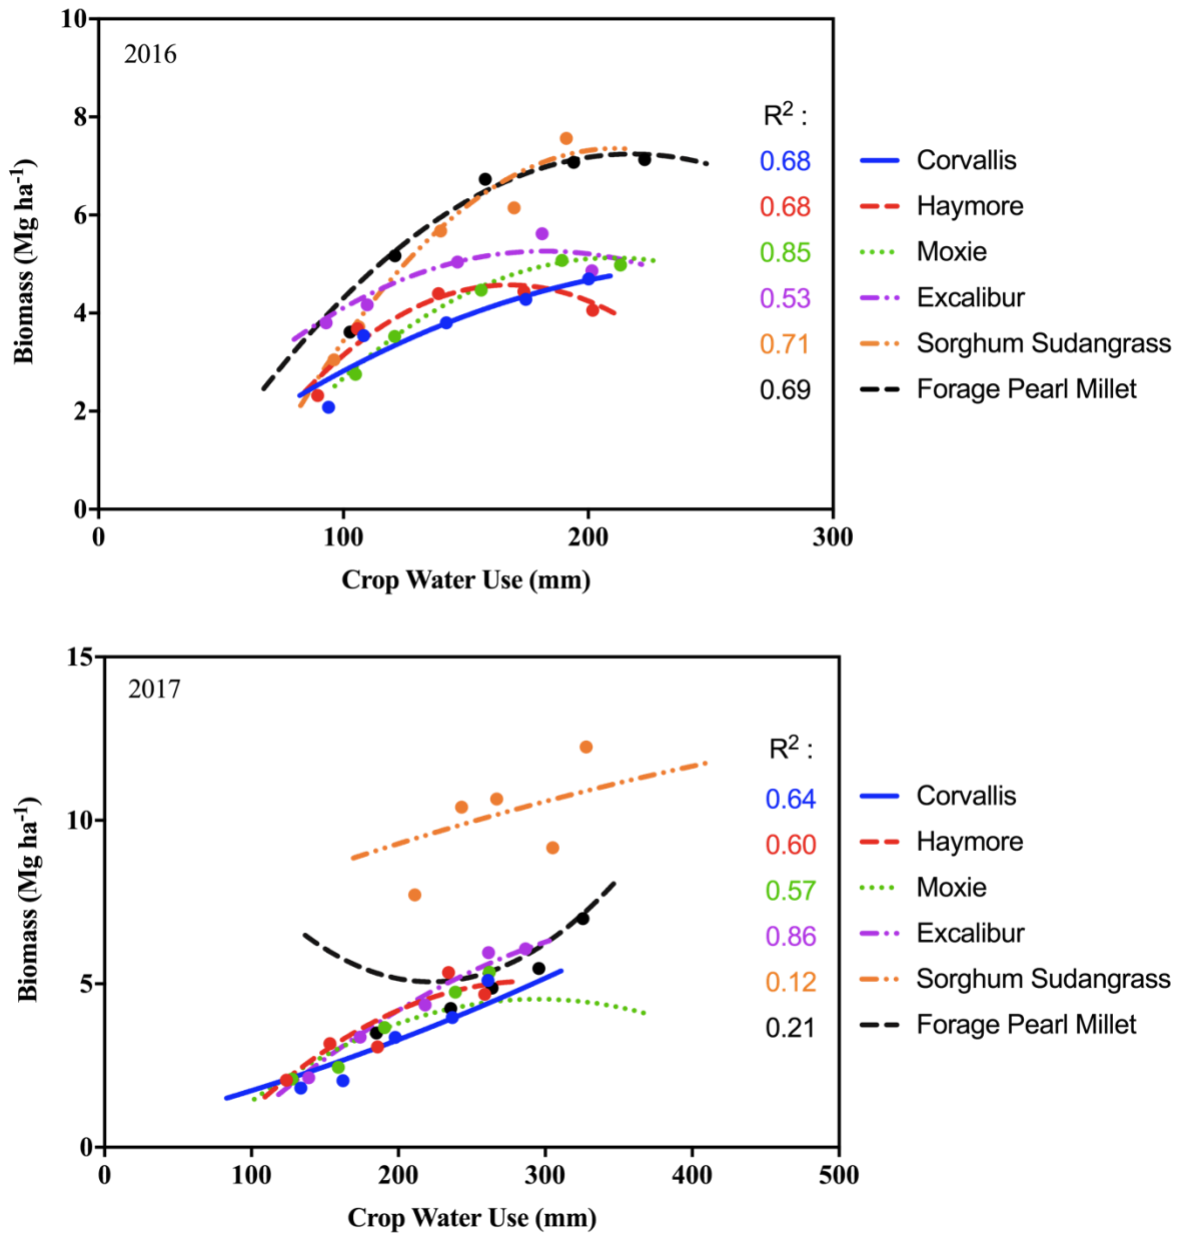 10
2016
8
R² :
0.68 Corvallis
6
0.68 Haymore
0.85 Moxie
0.53 Excalibur
4
0.71 Sorghum Sudangrass
0.69 Forage Pearl Millet
2
0
Biomass (Mg ha⁻¹)
0 100 200 300
Crop Water Use (mm)
15
2017
R² :
0.64 Corvallis
10
0.60 Haymore
0.57 Moxie
0.86 Excalibur
5
0.12 Sorghum Sudangrass
0.21 Forage Pearl Millet
0
Biomass (Mg ha⁻¹)
0 100 200 300 400 500
Crop Water Use (mm)